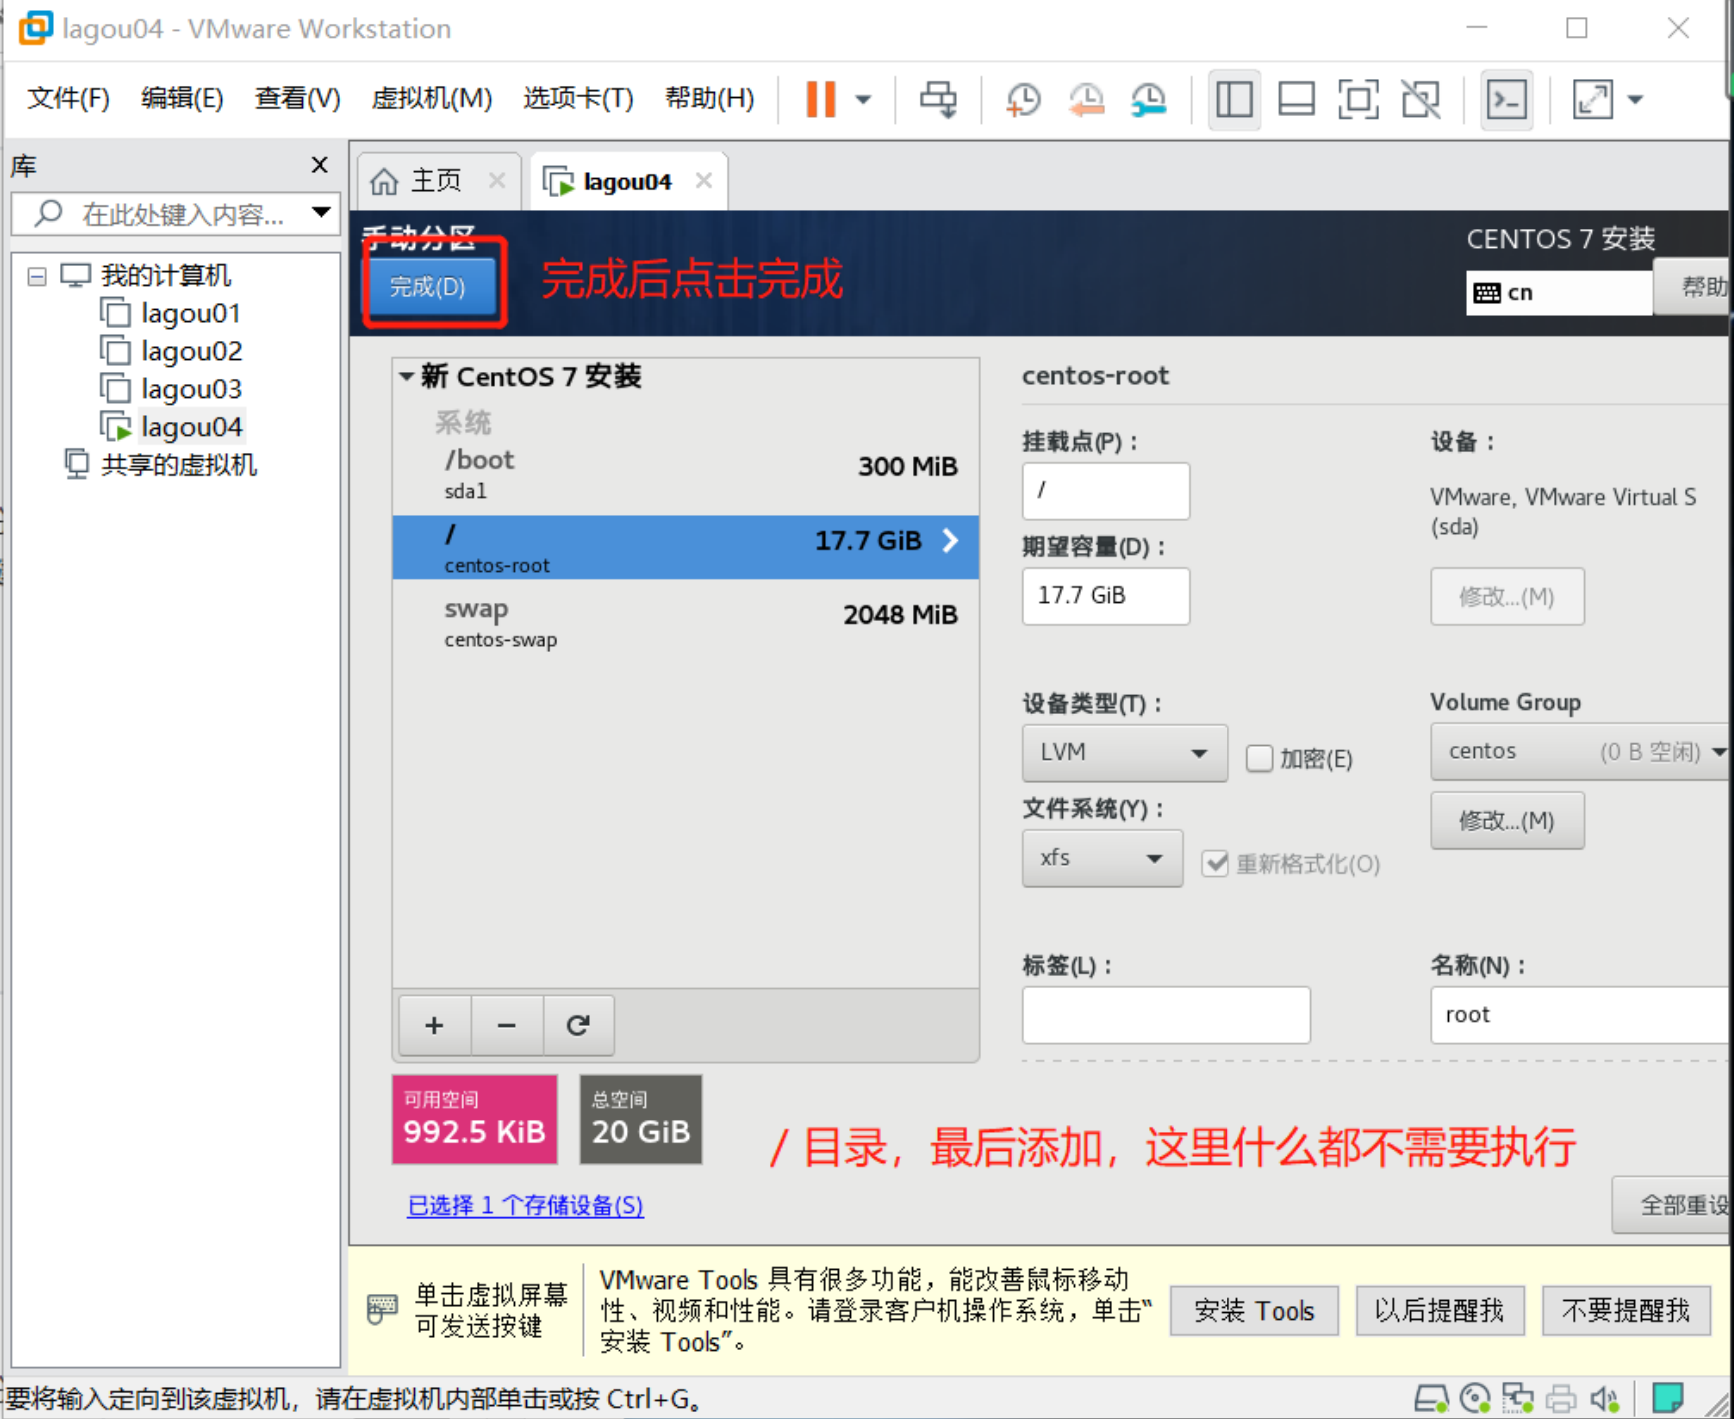 lagou04 - VMware Workstation
文件(F) 编辑(E) 查看(V) 虚拟机(M) 选项卡(T) 帮助(H)
库
在此处键入内容...
我的计算机
lagou01
lagou02
lagou03
lagou04
共享的虚拟机
主页
lagou04
手动分区
完成(D)
完成后点击完成
CENTOS 7 安装
cn
帮助
新 CentOS 7 安装
系统
/boot 300 MiB
sda1
/ 17.7 GiB
centos-root
swap 2048 MiB
centos-swap
centos-root
挂载点(P)：
/
期望容量(D)：
17.7 GiB
设备：
VMware, VMware Virtual S
(sda)
修改...(M)
设备类型(T)：
LVM
加密(E)
文件系统(Y)：
xfs
重新格式化(O)
Volume Group
centos (0 B 空闲)
修改...(M)
标签(L)：
名称(N)：
root
可用空间
992.5 KiB
总空间
20 GiB
/ 目录，最后添加，这里什么都不需要执行
已选择 1 个存储设备(S)
全部重设
单击虚拟屏幕
可发送按键
VMware Tools 具有很多功能，能改善鼠标移动
性、视频和性能。请登录客户机操作系统，单击“
安装 Tools”。
安装 Tools
以后提醒我
不要提醒我
要将输入定向到该虚拟机，请在虚拟机内部单击或按 Ctrl+G。